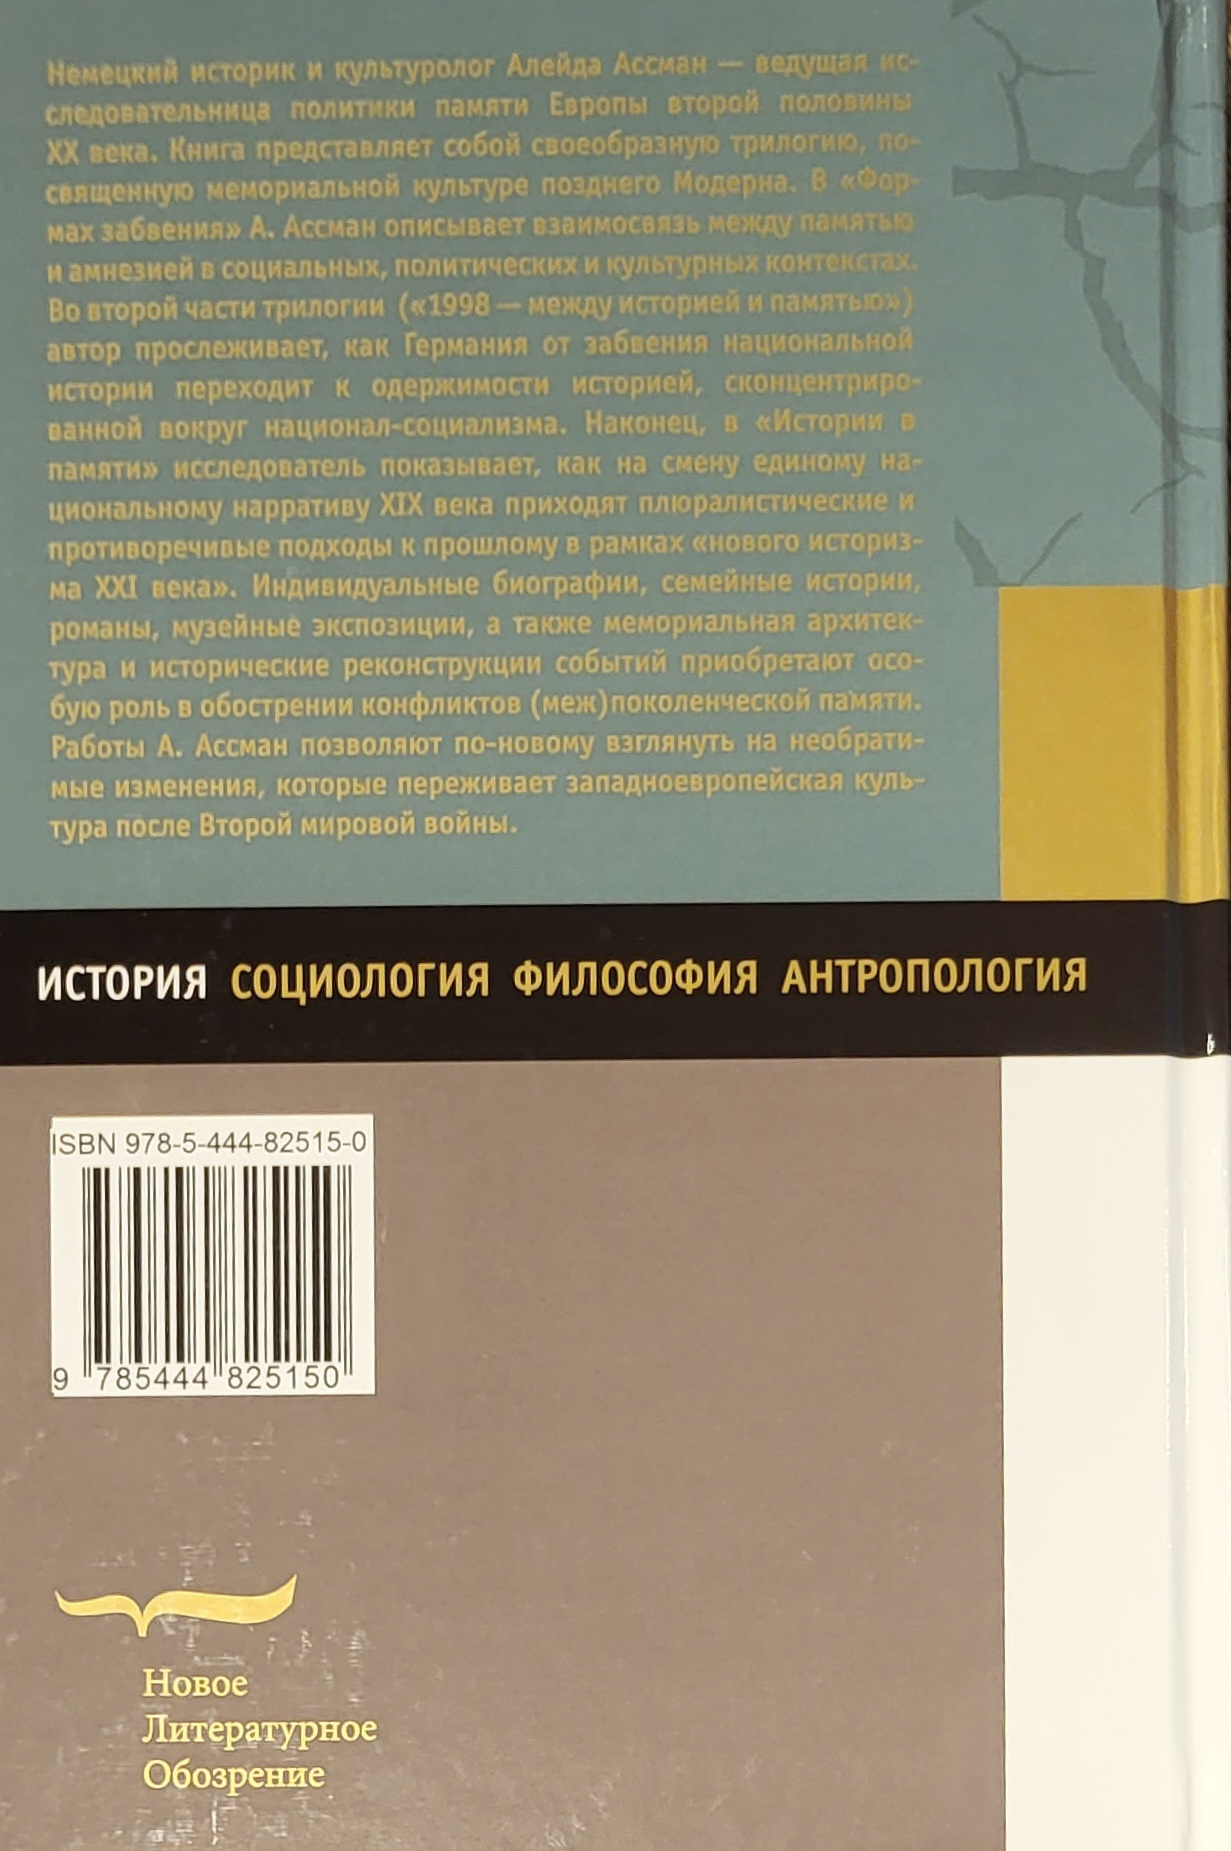 Немецкий историк и культуролог Алейда Ассман — ведущая ис-
следовательница политики памяти Европы второй половины
XX века. Книга представляет собой своеобразную трилогию, по-
священную мемориальной культуре позднего Модерна. В «Фор-
мах забвения» А. Ассман описывает взаимосвязь между памятью
и амнезией в социальных, политических и культурных контекстах.
Во второй части трилогии («1998 — между историей и памятью»)
автор прослеживает, как Германия от забвения национальной
истории переходит к одержимости историей, сконцентриро-
ванной вокруг национал-социализма. Наконец, в «Истории в
памяти» исследователь показывает, как на смену единому на-
циональному нарративу XIX века приходят плюралистические и
противоречивые подходы к прошлому в рамках «нового историз-
ма XXI века». Индивидуальные биографии, семейные истории,
романы, музейные экспозиции, а также мемориальная архитек-
тура и исторические реконструкции событий приобретают осо-
бую роль в обострении конфликтов (меж)поколенческой памяти.
Работы А. Ассман позволяют по-новому взглянуть на необрати-
мые изменения, которые переживает западноевропейская куль-
тура после Второй мировой войны.
ИСТОРИЯ СОЦИОЛОГИЯ ФИЛОСОФИЯ АНТРОПОЛОГИЯ
ISBN 978-5-444-82515-0
9 785444 825150
Новое
Литературное
Обозрение